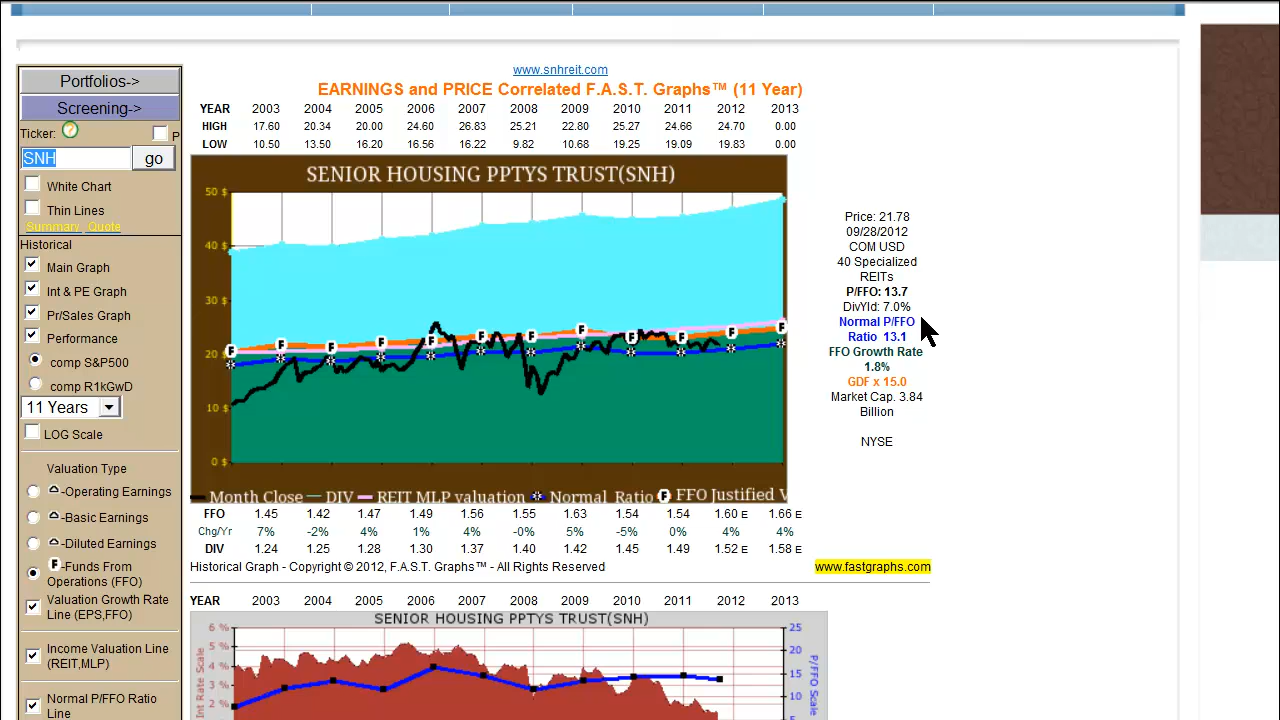 www.snhreit.com
EARNINGS and PRICE Correlated F.A.S.T. Graphs™ (11 Year)
YEAR 2003 2004 2005 2006 2007 2008 2009 2010 2011 2012 2013
HIGH 17.60 20.34 20.00 24.60 26.83 25.21 22.80 25.27 24.66 24.70 0.00
LOW 10.50 13.50 16.20 16.56 16.22 9.82 10.68 19.25 19.09 19.83 0.00
Portfolios->
Screening->
Ticker: ? P
SNH go
White Chart
Thin Lines
Summary Quote
Historical
Main Graph
Int & PE Graph
Pr/Sales Graph
Performance
comp S&P500
comp R1kGwD
11 Years
LOG Scale
Valuation Type
-Operating Earnings
-Basic Earnings
-Diluted Earnings
F-Funds From
Operations (FFO)
Valuation Growth Rate
Line (EPS,FFO)
Income Valuation Line
(REIT,MLP)
Normal P/FFO Ratio
Line
SENIOR HOUSING PPTYS TRUST(SNH)
50 $
40 $
30 $
20 $
10 $
0 $
F F F F F F F F F F F F
Month Close DIV REIT MLP valuation Normal Ratio F FFO Justified V
Price: 21.78
09/28/2012
COM USD
40 Specialized
REITs
P/FFO: 13.7
DivYld: 7.0%
Normal P/FFO
Ratio 13.1
FFO Growth Rate
1.8%
GDF x 15.0
Market Cap. 3.84
Billion
NYSE
FFO 1.45 1.42 1.47 1.49 1.56 1.55 1.63 1.54 1.54 1.60 E 1.66 E
Chg/Yr 7% -2% 4% 1% 4% -0% 5% -5% 0% 4% 4%
DIV 1.24 1.25 1.28 1.30 1.37 1.40 1.42 1.45 1.49 1.52 E 1.58 E
Historical Graph - Copyright © 2012, F.A.S.T. Graphs™ - All Rights Reserved
www.fastgraphs.com
YEAR 2003 2004 2005 2006 2007 2008 2009 2010 2011 2012 2013
SENIOR HOUSING PPTYS TRUST(SNH)
6 %
5 %
4 %
3 %
2 %
Int Rate Scale
25
20
15
10
P/FFO Scale